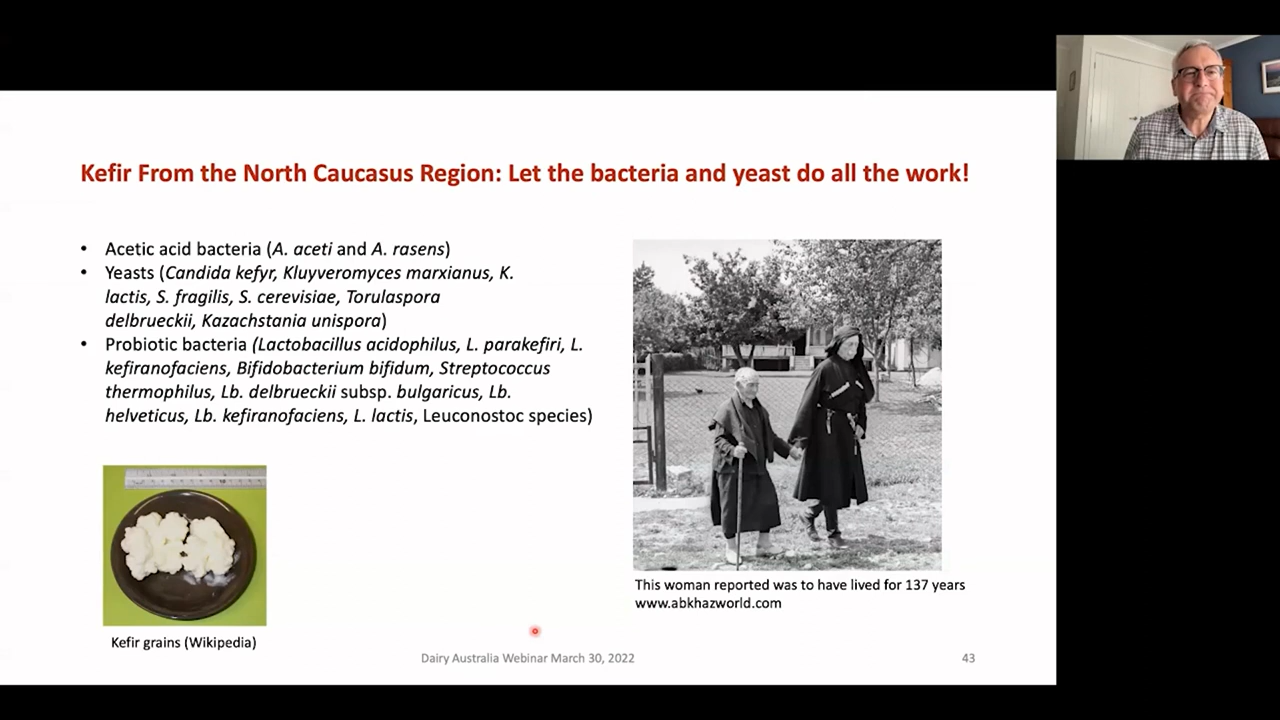 Kefir From the North Caucasus Region: Let the bacteria and yeast do all the work!
• Acetic acid bacteria (A. aceti and A. rasens)
• Yeasts (Candida kefyr, Kluyveromyces marxianus, K.
lactis, S. fragilis, S. cerevisiae, Torulaspora
delbrueckii, Kazachstania unispora)
• Probiotic bacteria (Lactobacillus acidophilus, L. parakefiri, L.
kefiranofaciens, Bifidobacterium bifidum, Streptococcus
thermophilus, Lb. delbrueckii subsp. bulgaricus, Lb.
helveticus, Lb. kefiranofaciens, L. lactis, Leuconostoc species)
Kefir grains (Wikipedia)
This woman reported was to have lived for 137 years
www.abkhazworld.com
Dairy Australia Webinar March 30, 2022
43